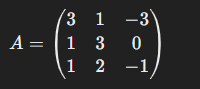 A = ( 3 1 −3
1 3 0
1 2 −1 )